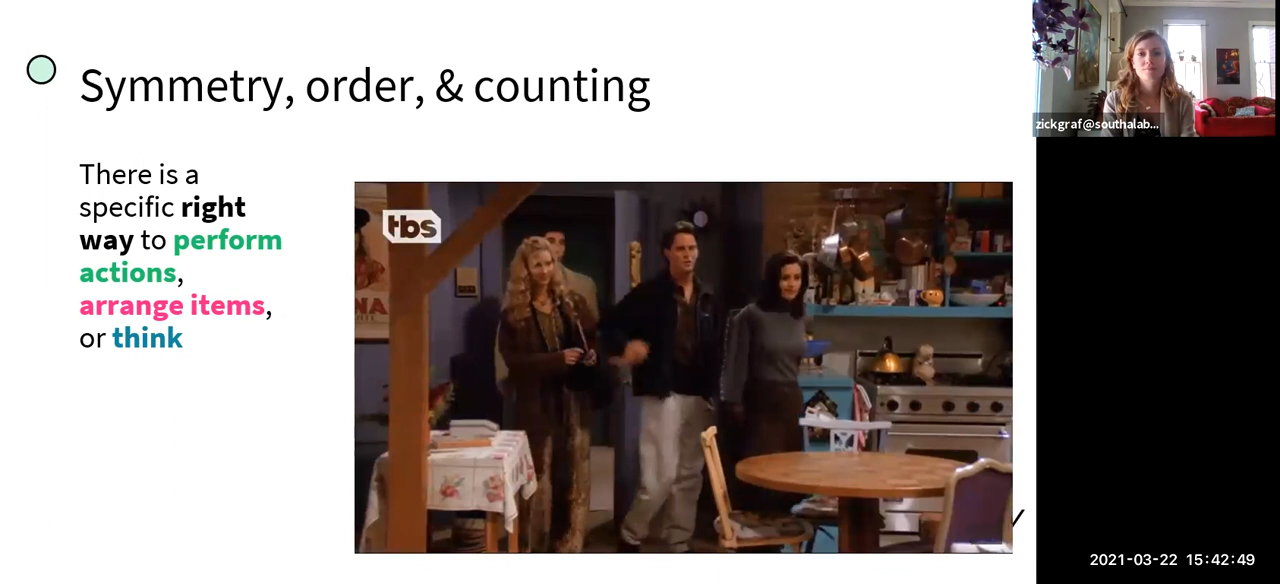 Symmetry, order, & counting
There is a
specific right
way to perform
actions,
arrange items,
or think
tbs
NA
zickgraf@southalab...
2021-03-22 15:42:49